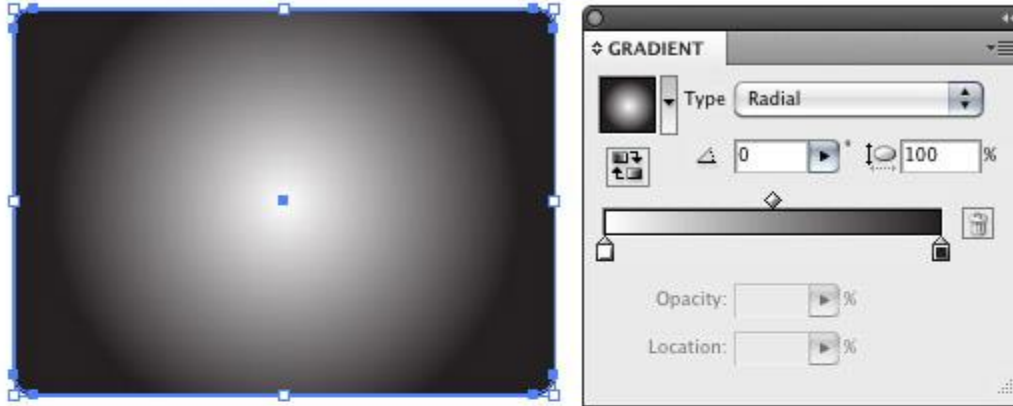 GRADIENT
Type Radial
0 ° 100 %
Opacity: %
Location: %